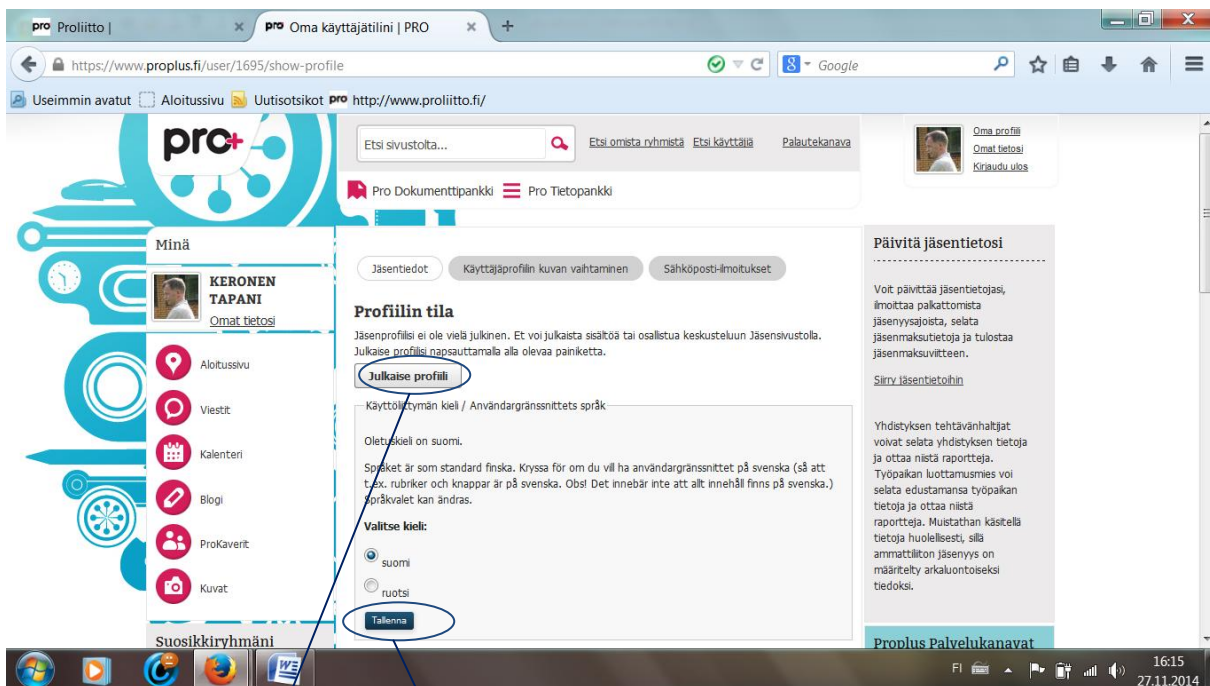 pro Proliitto |
pro Oma käyttäjätilini | PRO
https://www.proplus.fi/user/1695/show-profile
Google
Useimmin avatut Aloitussivu Uutisotsikot pro http://www.proliitto.fi/
pro+
Etsi sivustolta...
Etsi omista ryhmistä Etsi käyttäjiä Palautekanava
Pro Dokumenttipankki Pro Tietopankki
Oma profiili
Omat tietosi
Kirjaudu ulos
Minä
KERONEN
TAPANI
Omat tietosi
Aloitussivu
Viestit
Kalenteri
Blogi
ProKaverit
Kuvat
Suosikkiryhmäni
Jäsentiedot Käyttäjäprofiilin kuvan vaihtaminen Sähköposti-ilmoitukset
Profiilin tila
Jäsenprofiilisi ei ole vielä julkinen. Et voi julkaista sisältöä tai osallistua keskusteluun Jäsensivustolla.
Julkaise profiilisi napsauttamalla alla olevaa painiketta.
Julkaise profiili
Käyttöliittymän kieli / Användargränssnittets språk
Oletuskieli on suomi.
Språket är som standard finska. Kryssa för om du vill ha användargränssnittet på svenska (så att
t.ex. rubriker och knappar är på svenska. Obs! Det innebär inte att allt innehåll finns på svenska.)
Språkvalet kan ändras.
Valitse kieli:
suomi
ruotsi
Tallenna
Päivitä jäsentietosi
Voit päivittää jäsentietojasi,
ilmoittaa palkattomista
jäsenyysajoista, selata
jäsenmaksutietoja ja tulostaa
jäsenmaksuviitteen.
Siirry jäsentietoihin
Yhdistyksen tehtävänhaltijat
voivat selata yhdistyksen tietoja
ja ottaa niistä raportteja.
Työpaikan luottamusmies voi
selata edustamansa työpaikan
tietoja ja ottaa niistä
raportteja. Muistathan käsitellä
tietoja huolellisesti, sillä
ammattiliiton jäsenyys on
määritelty arkaluontoiseksi
tiedoksi.
Proplus Palvelukanavat
FI
16:15
27.11.2014